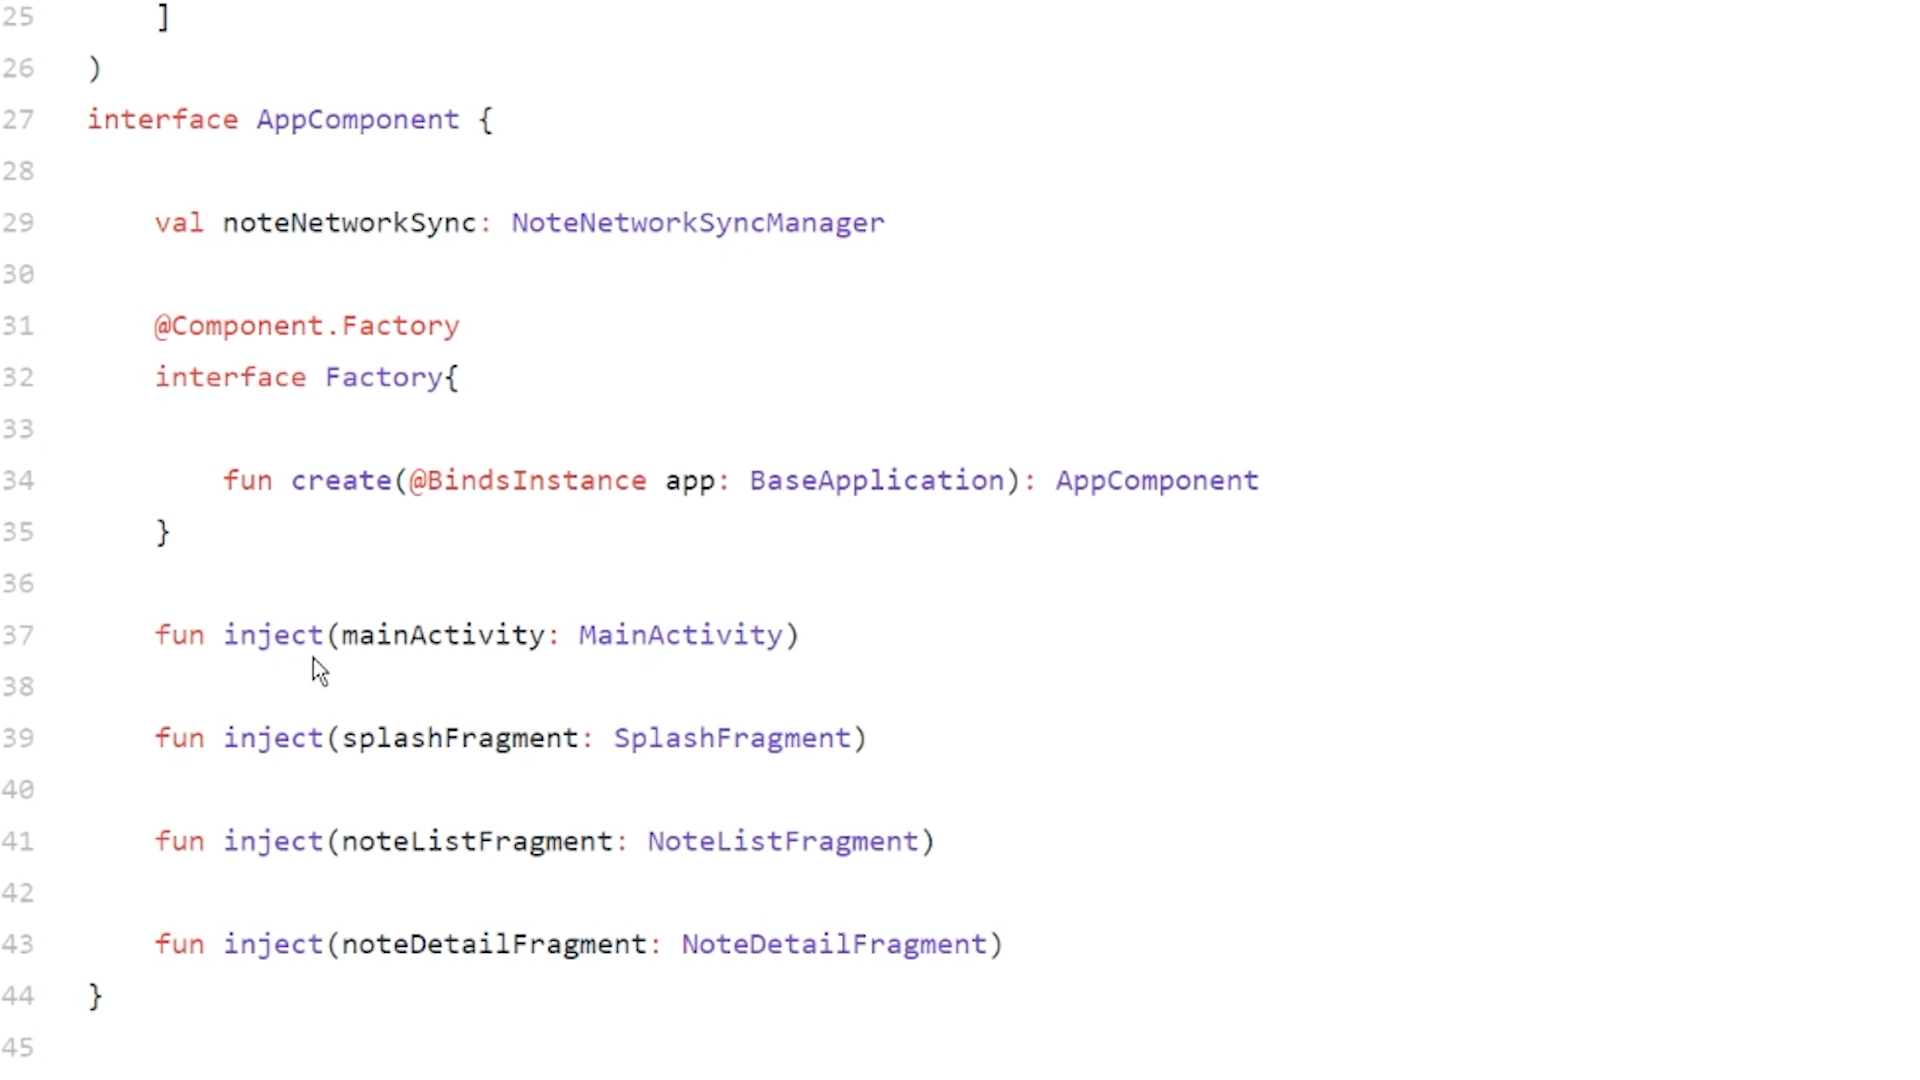 25 ]
26 )
27 interface AppComponent {
28
29 val noteNetworkSync: NoteNetworkSyncManager
30
31 @Component.Factory
32 interface Factory{
33
34 fun create(@BindsInstance app: BaseApplication): AppComponent
35 }
36
37 fun inject(mainActivity: MainActivity)
38
39 fun inject(splashFragment: SplashFragment)
40
41 fun inject(noteListFragment: NoteListFragment)
42
43 fun inject(noteDetailFragment: NoteDetailFragment)
44 }
45